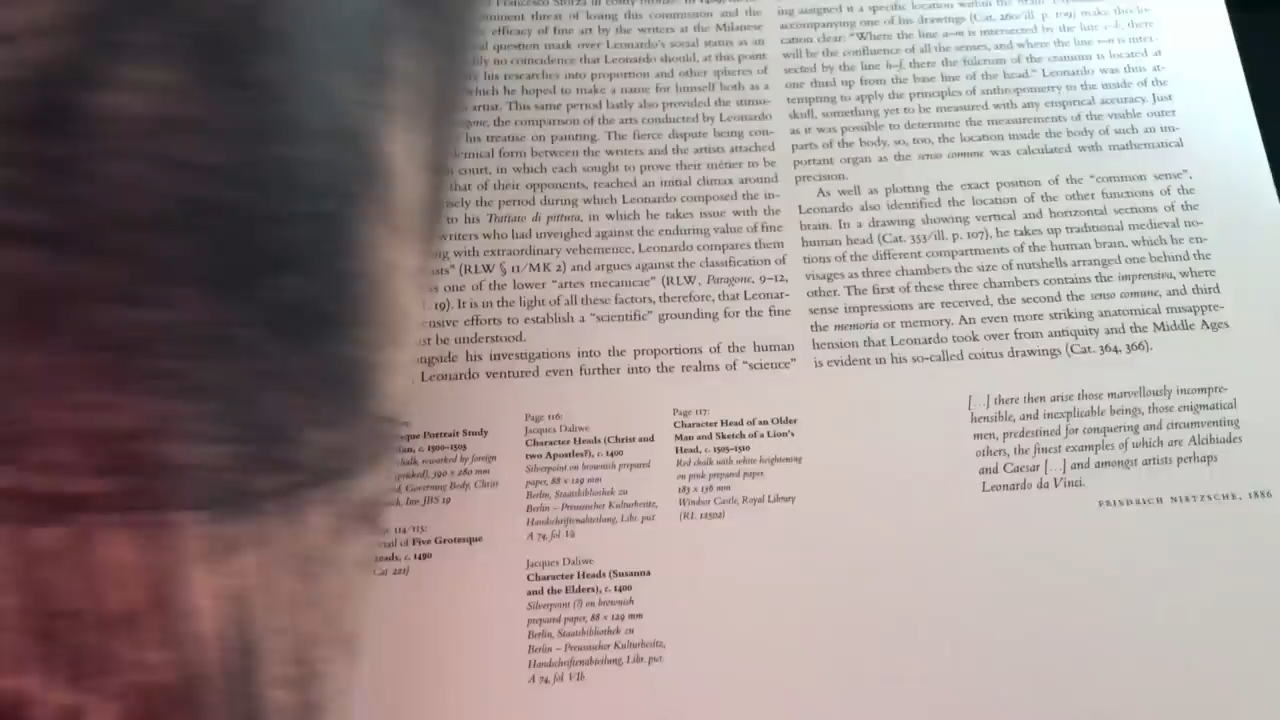 Francesco Sforza in
threat of losing this commission and the
efficacy of fine art by the writers at the Milanese
question mark over Leonardo's social status as an
no coincidence that Leonardo should, at this point
his researches into proportion and other spheres of
which he hoped to make a name for himself both as a
artist. This same period lastly also provided the stimu-
the comparison of the arts conducted by Leonardo
his treatise on painting. The fierce dispute being con-
form between the writers and the artists attached
court, in which each sought to prove their métier to be
that of their opponents, reached an initial climax around
the period during which Leonardo composed the in-
to his Trattato di pittura, in which he takes issue with the
writers who had inveighed against the enduring value of fine
with extraordinary vehemence, Leonardo compares them
(RLW § 11/MK 2) and argues against the classification of
one of the lower "artes mecanicae" (RLW, Paragone, 9–12,
19). It is in the light of all these factors, therefore, that Leonar-
efforts to establish a "scientific" grounding for the fine
be understood.
his investigations into the proportions of the human
Leonardo ventured even further into the realms of "science"
ing assigned it a specific location within the brain
accompanying one of his drawings (Cat. 260/ill. p. 109) make this lo-
cation clear: "Where the line a–m is intersected by the line c–b, there
will be the confluence of all the senses, and where the line r–n is inter-
sected by the line h–f, there the fulcrum of the cranium is located at
one third up from the base line of the head." Leonardo was thus at-
tempting to apply the principles of anthropometry to the inside of the
skull, something yet to be measured with any empirical accuracy. Just
as it was possible to determine the measurements of the visible outer
parts of the body, so, too, the location inside the body of such an im-
portant organ as the senso comune was calculated with mathematical
precision.
As well as plotting the exact position of the "common sense",
Leonardo also identified the location of the other functions of the
brain. In a drawing showing vertical and horizontal sections of the
human head (Cat. 353/ill. p. 107), he takes up traditional medieval no-
tions of the different compartments of the human brain, which he en-
visages as three chambers the size of nutshells arranged one behind the
other. The first of these three chambers contains the imprensiva, where
sense impressions are received, the second the senso comune, and third
the memoria or memory. An even more striking anatomical misappre-
hension that Leonardo took over from antiquity and the Middle Ages
is evident in his so-called coitus drawings (Cat. 364, 366).
Portrait Study
c. 1500–1505
reworked by foreign
390 x 280 mm
Governing Body, Christ
Inv. JBS 19
114/115:
of Five Grotesque
c. 1490
221)
Page 116:
Jacques Daliwe
Character Heads (Christ and
two Apostles?), c. 1400
Silverpoint on brownish prepared
paper, 88 x 129 mm
Berlin, Staatsbibliothek zu
Berlin – Preussischer Kulturbesitz,
Handschriftenabteilung, Libr. pict.
A 74, fol. Va
Jacques Daliwe
Character Heads (Susanna
and the Elders), c. 1400
Silverpoint (?) on brownish
prepared paper, 88 x 129 mm
Berlin, Staatsbibliothek zu
Berlin – Preussischer Kulturbesitz,
Handschriftenabteilung, Libr. pict.
A 74, fol. VIb
Page 117:
Character Head of an Older
Man and Sketch of a Lion's
Head, c. 1505–1510
Red chalk with white heightening
on pink prepared paper,
183 x 136 mm
Windsor Castle, Royal Library
(RL 12502)
[…] there then arise those marvellously incompre-
hensible, and inexplicable beings, those enigmatical
men, predestined for conquering and circumventing
others, the finest examples of which are Alcibiades
and Caesar […] and amongst artists perhaps
Leonardo da Vinci.
FRIEDRICH NIETZSCHE, 1886